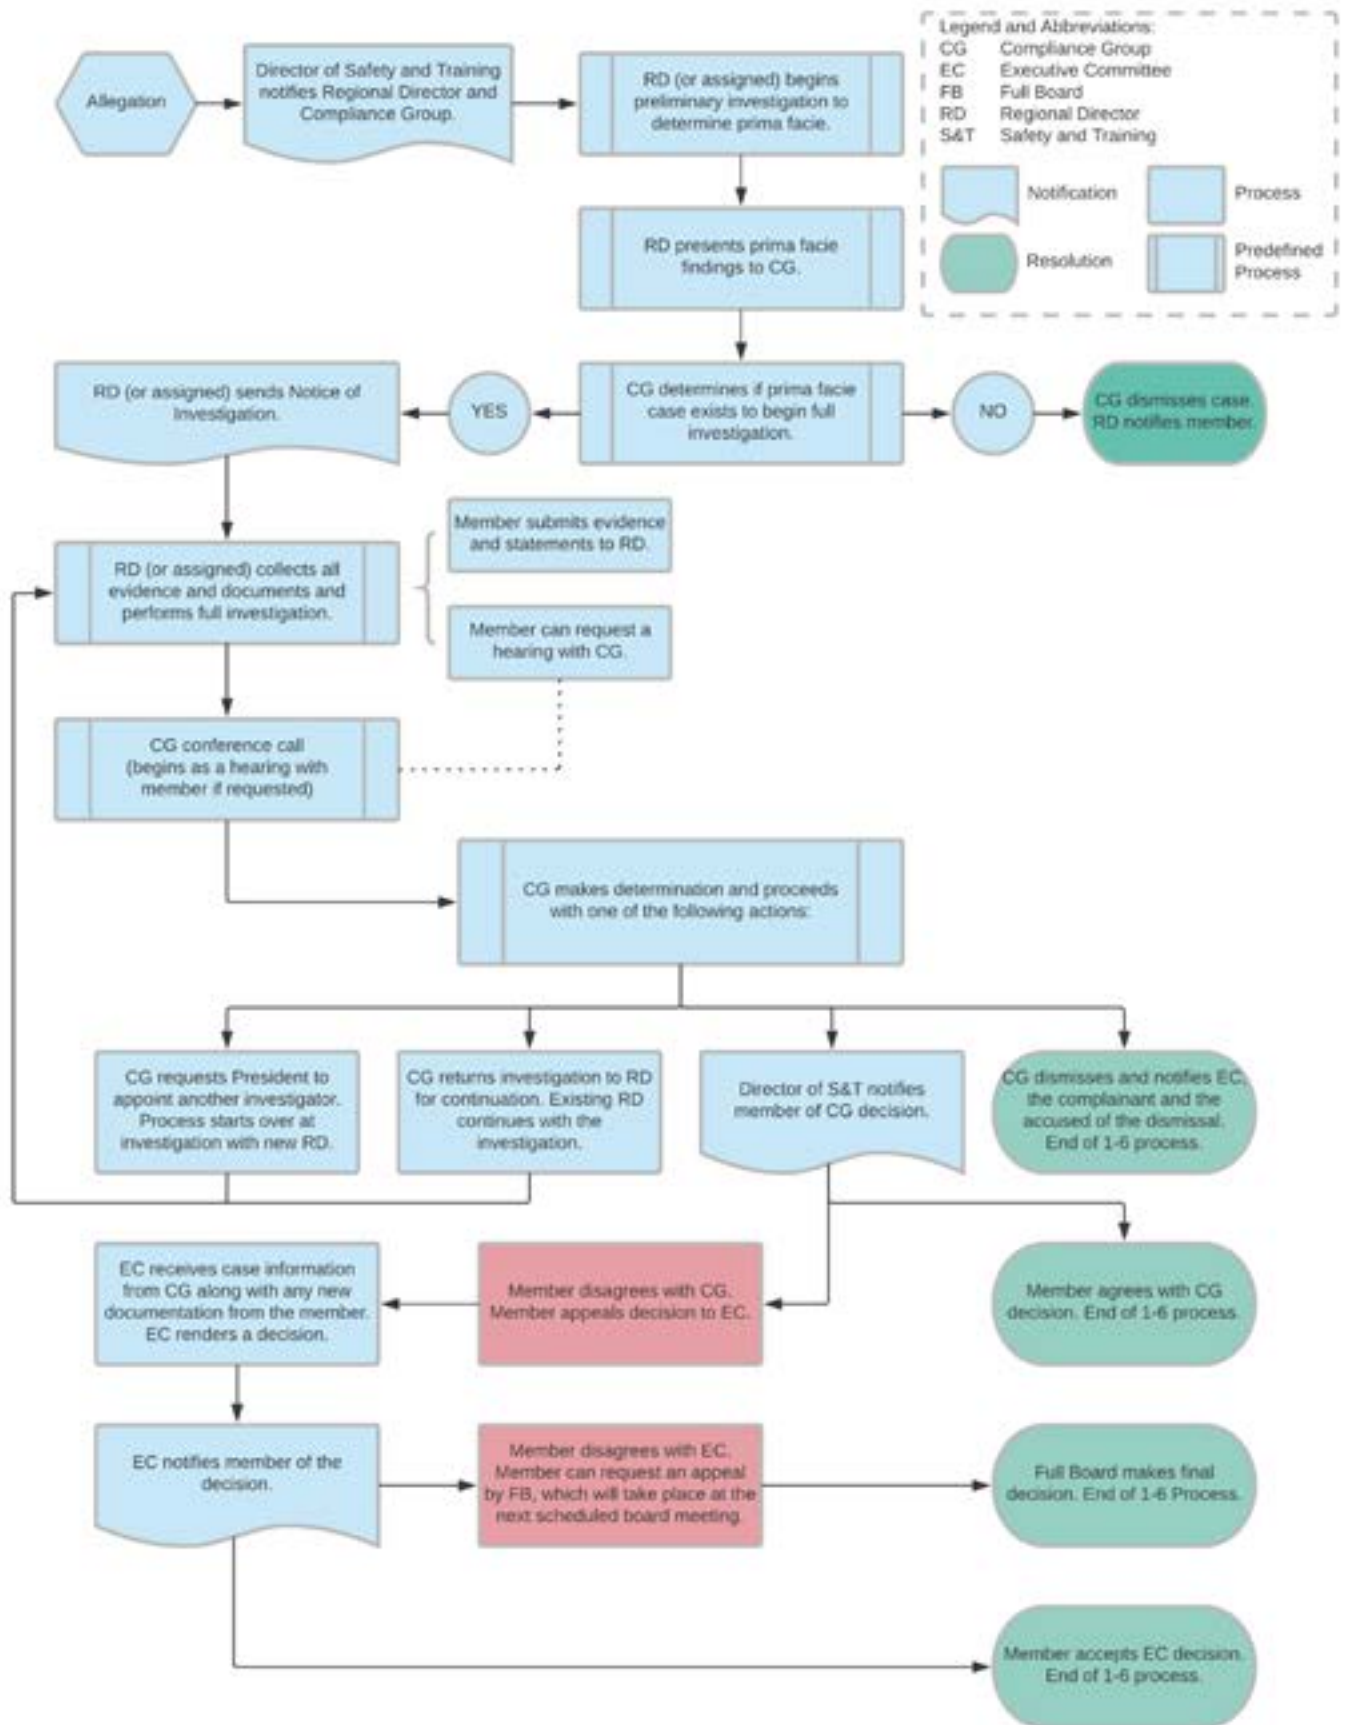 Legend and Abbreviations:
CG Compliance Group
EC Executive Committee
FB Full Board
RD Regional Director
S&T Safety and Training
Notification
Process
Resolution
Predefined
Process
Allegation
Director of Safety and Training
notifies Regional Director and
Compliance Group.
RD (or assigned) begins
preliminary investigation to
determine prima facie.
RD presents prima facie
findings to CG.
CG determines if prima facie
case exists to begin full
investigation.
YES
NO
CG dismisses case.
RD notifies member.
RD (or assigned) sends Notice of
Investigation.
RD (or assigned) collects all
evidence and documents and
performs full investigation.
Member submits evidence
and statements to RD.
Member can request a
hearing with CG.
CG conference call
(begins as a hearing with
member if requested)
CG makes determination and proceeds
with one of the following actions:
CG requests President to
appoint another investigator.
Process starts over at
investigation with new RD.
CG returns investigation to RD
for continuation. Existing RD
continues with the
investigation.
Director of S&T notifies
member of CG decision.
CG dismisses and notifies EC,
the complainant and the
accused of the dismissal.
End of 1-6 process.
EC receives case information
from CG along with any new
documentation from the member.
EC renders a decision.
Member disagrees with CG.
Member appeals decision to EC.
Member agrees with CG
decision. End of 1-6 process.
EC notifies member of the
decision.
Member disagrees with EC.
Member can request an appeal
by FB, which will take place at the
next scheduled board meeting.
Full Board makes final
decision. End of 1-6 Process.
Member accepts EC decision.
End of 1-6 process.